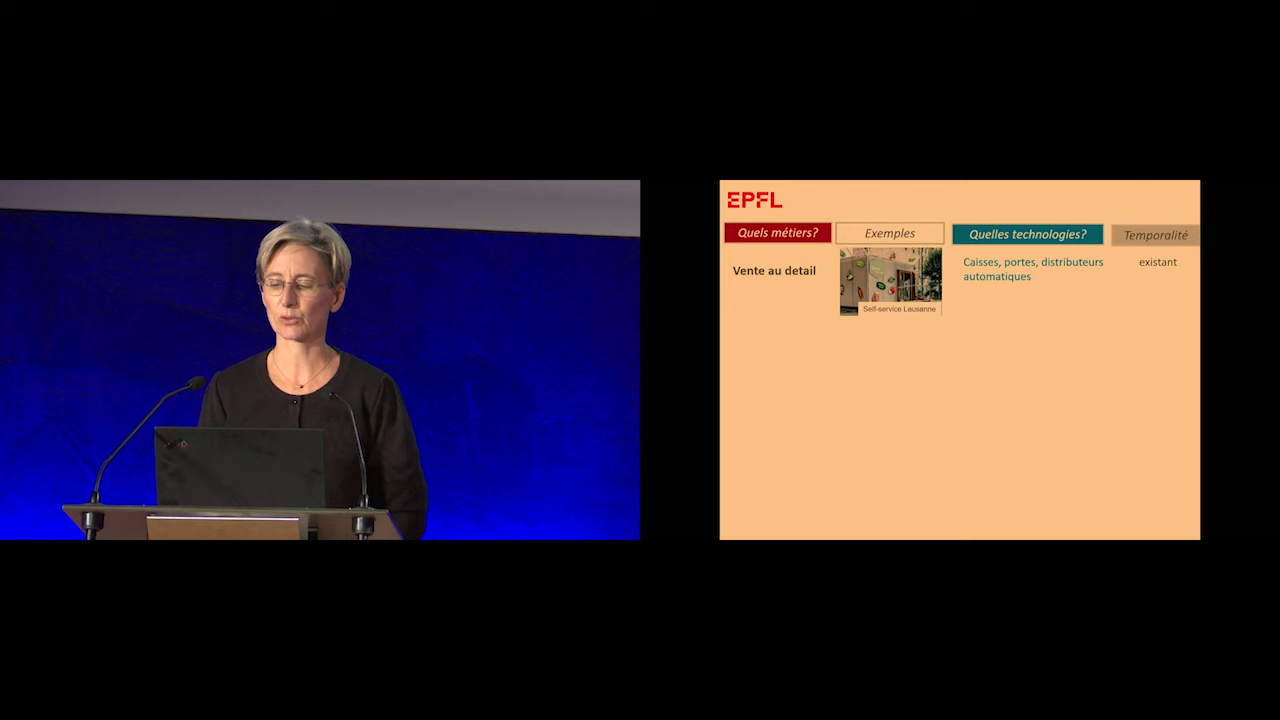 EPFL
Quels métiers?
Exemples
Quelles technologies?
Temporalité
Vente au detail
Self-service Lausanne
Caisses, portes, distributeurs
automatiques
existant